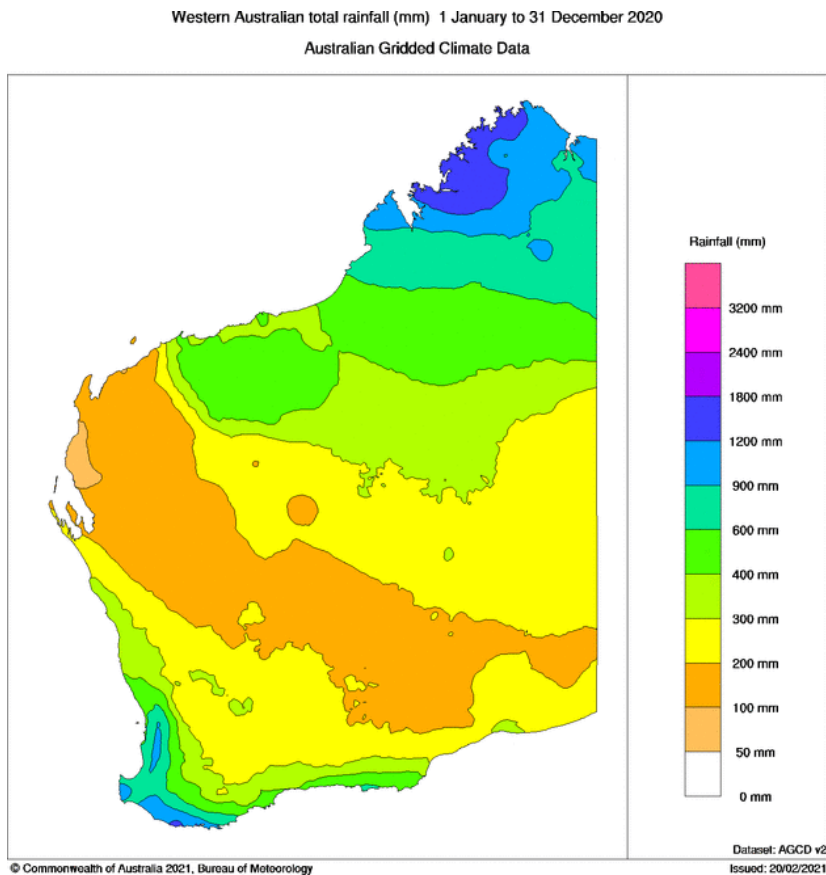 Western Australian total rainfall (mm) 1 January to 31 December 2020
Australian Gridded Climate Data
Rainfall (mm)
3200 mm
2400 mm
1800 mm
1200 mm
900 mm
600 mm
400 mm
300 mm
200 mm
100 mm
50 mm
0 mm
Dataset: AGCD v2
© Commonwealth of Australia 2021, Bureau of Meteorology
Issued: 20/02/2021